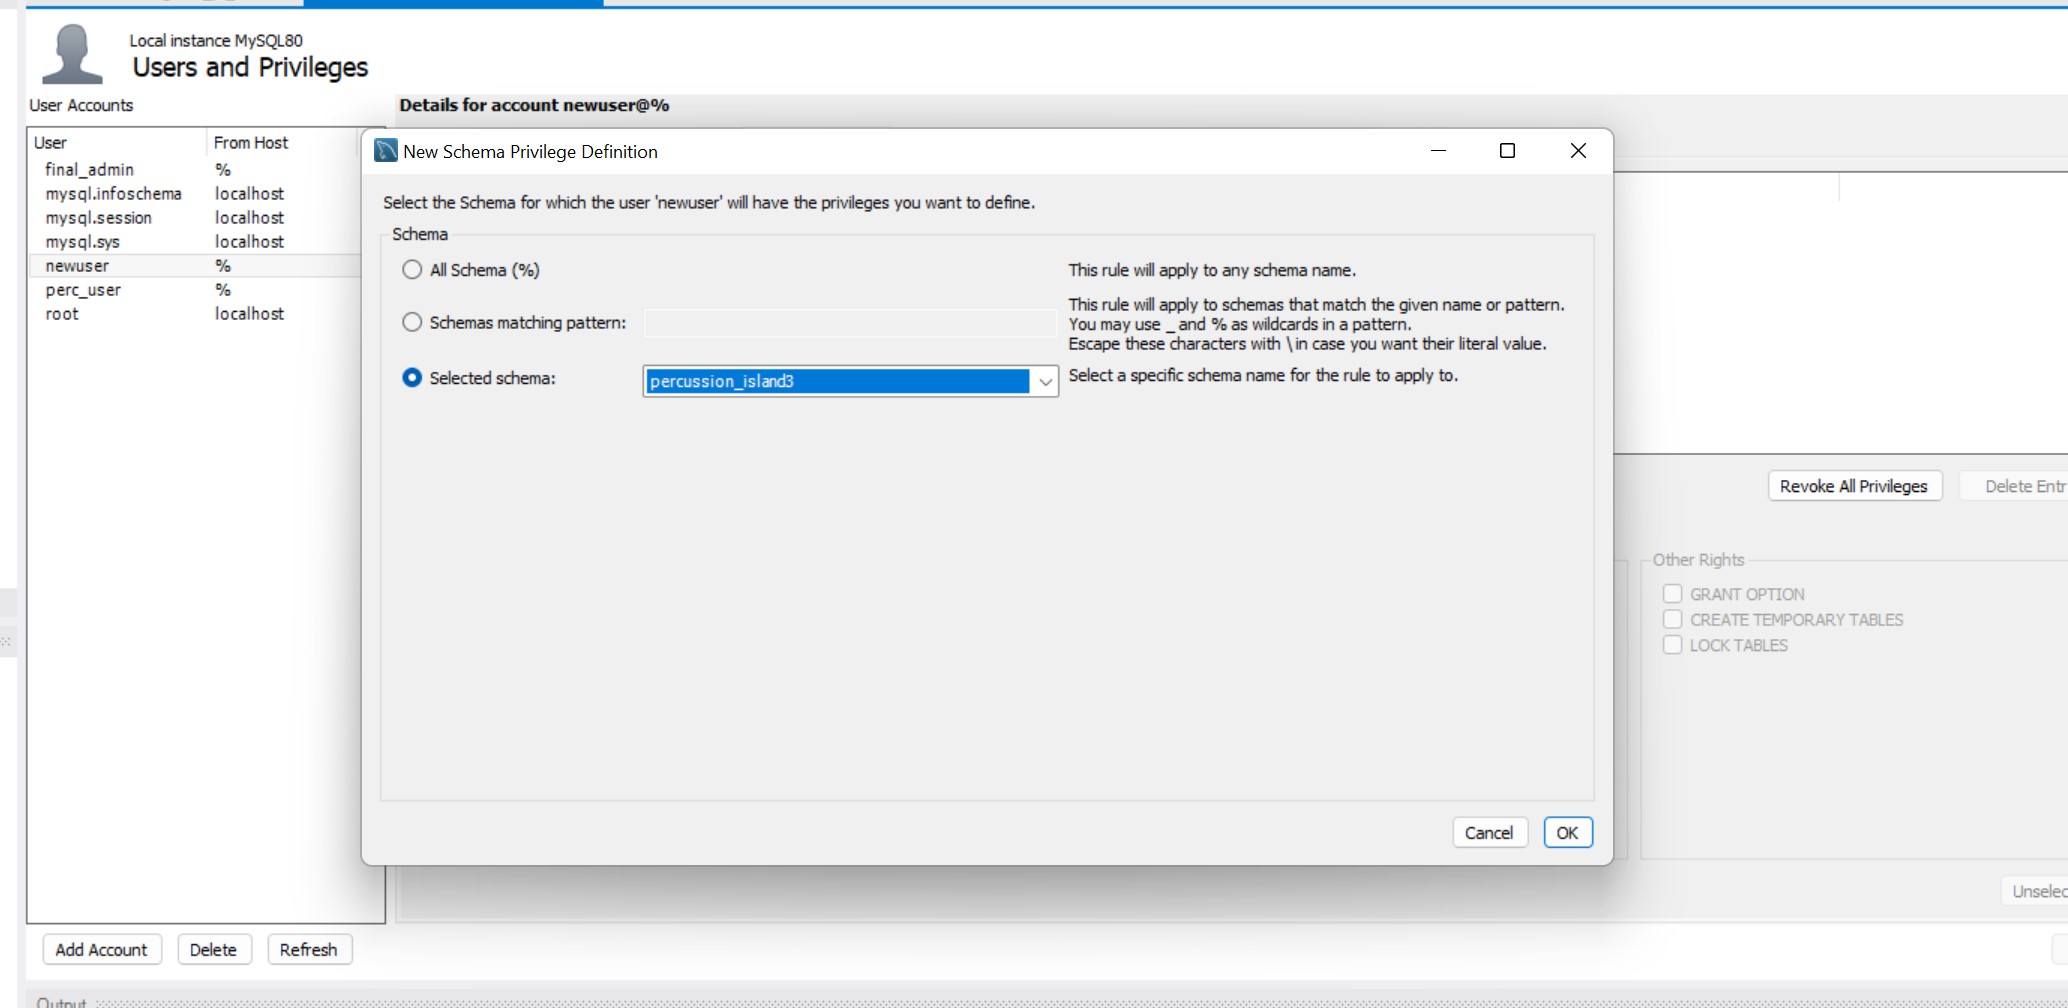 Local instance MySQL80
Users and Privileges
User Accounts
Details for account newuser@%
User From Host
final_admin %
mysql.infoschema localhost
mysql.session localhost
mysql.sys localhost
newuser %
perc_user %
root localhost
New Schema Privilege Definition
Select the Schema for which the user 'newuser' will have the privileges you want to define.
Schema
All Schema (%)
This rule will apply to any schema name.
Schemas matching pattern:
This rule will apply to schemas that match the given name or pattern.
You may use _ and % as wildcards in a pattern.
Escape these characters with \ in case you want their literal value.
Selected schema:
percussion_island3
Select a specific schema name for the rule to apply to.
Cancel
OK
Revoke All Privileges
Delete Entr
Other Rights
GRANT OPTION
CREATE TEMPORARY TABLES
LOCK TABLES
Unselec
Add Account
Delete
Refresh
Output